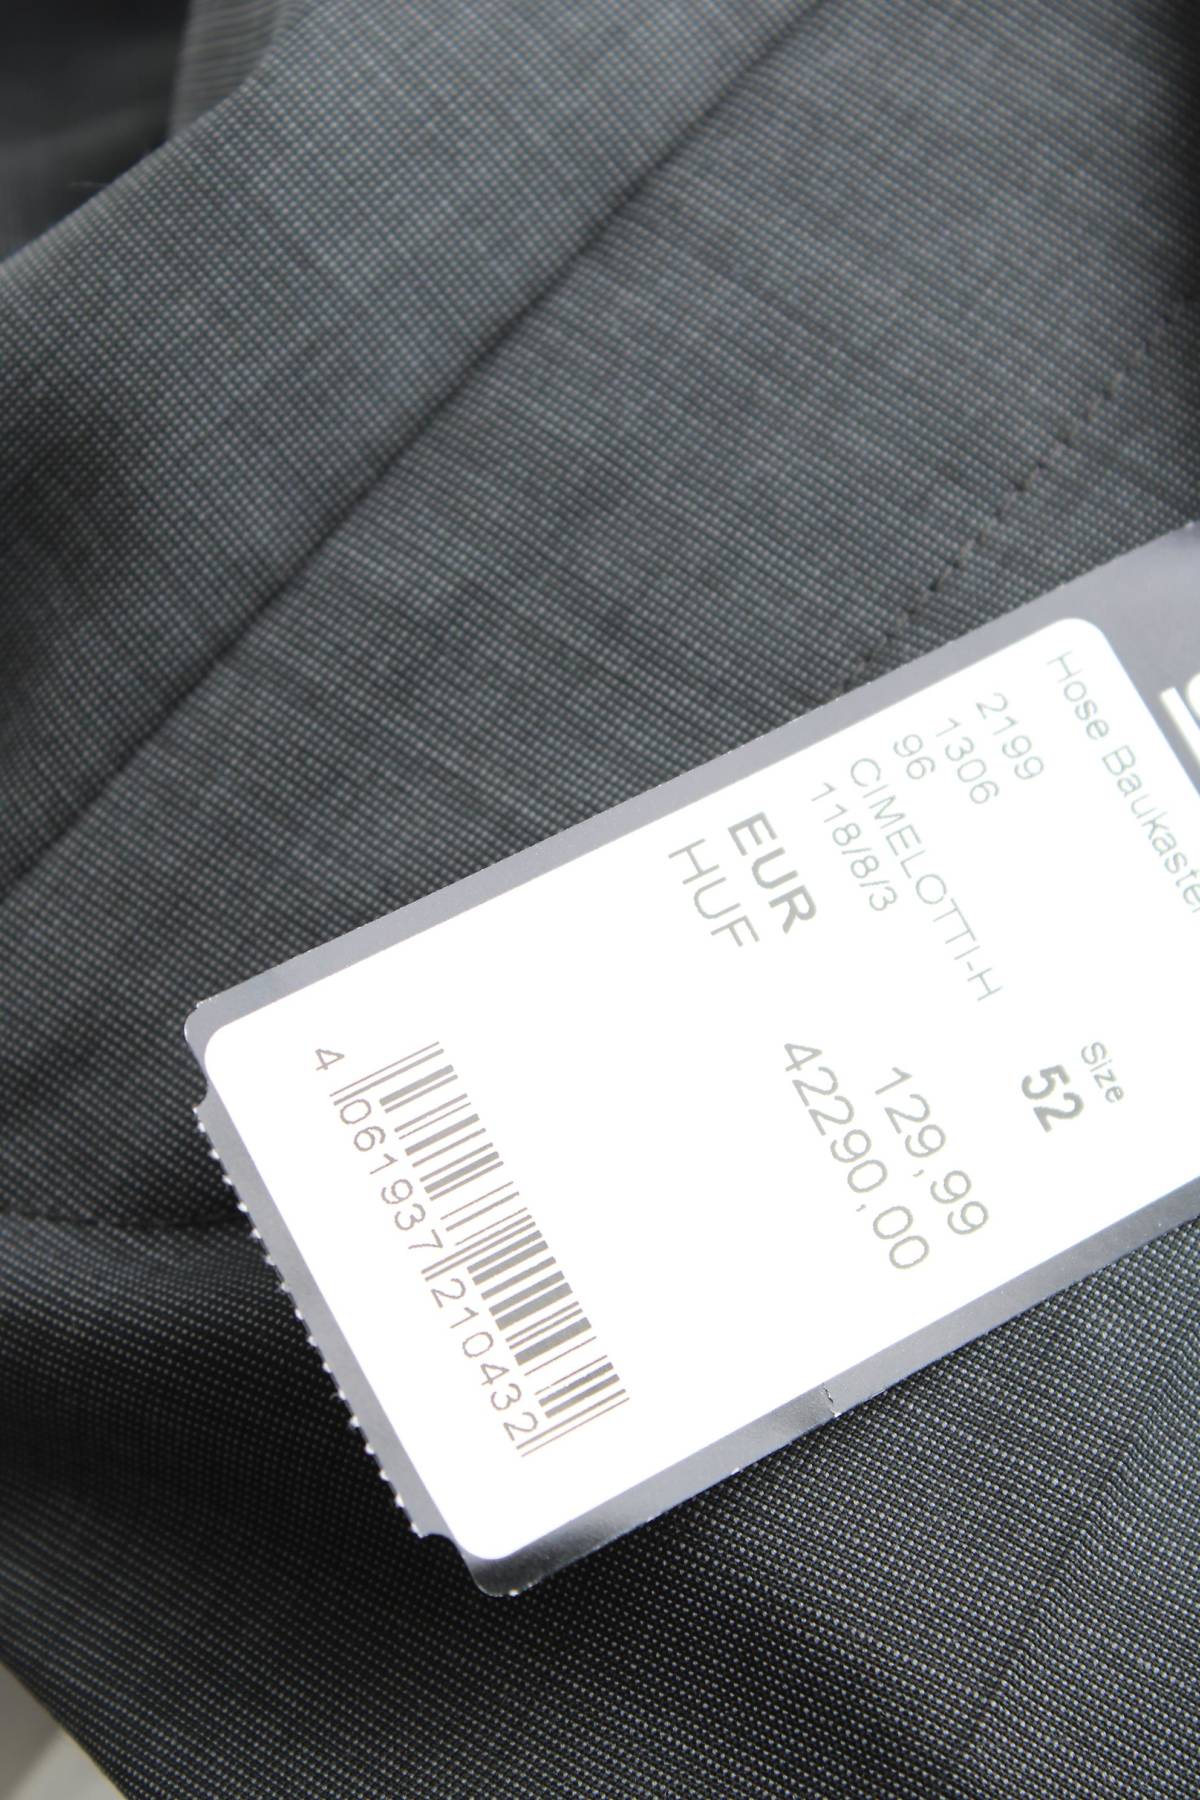 Hose Baukasten
2199
1306
96
CIMELOTTI-H
118/8/3
Size
52
EUR 129,99
HUF 42290,00
4 061937 210432